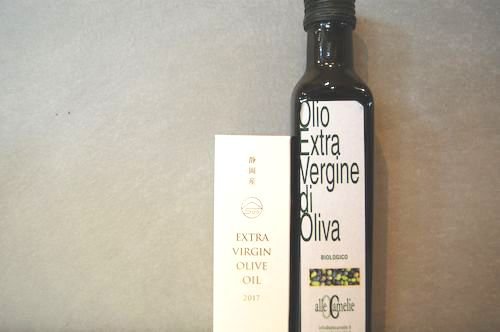 静岡産
EXTRA
VIRGIN
OLIVE
OIL
2017
Olio
Extra
Vergine
di
Oliva
BIOLOGICO
alle Camelie